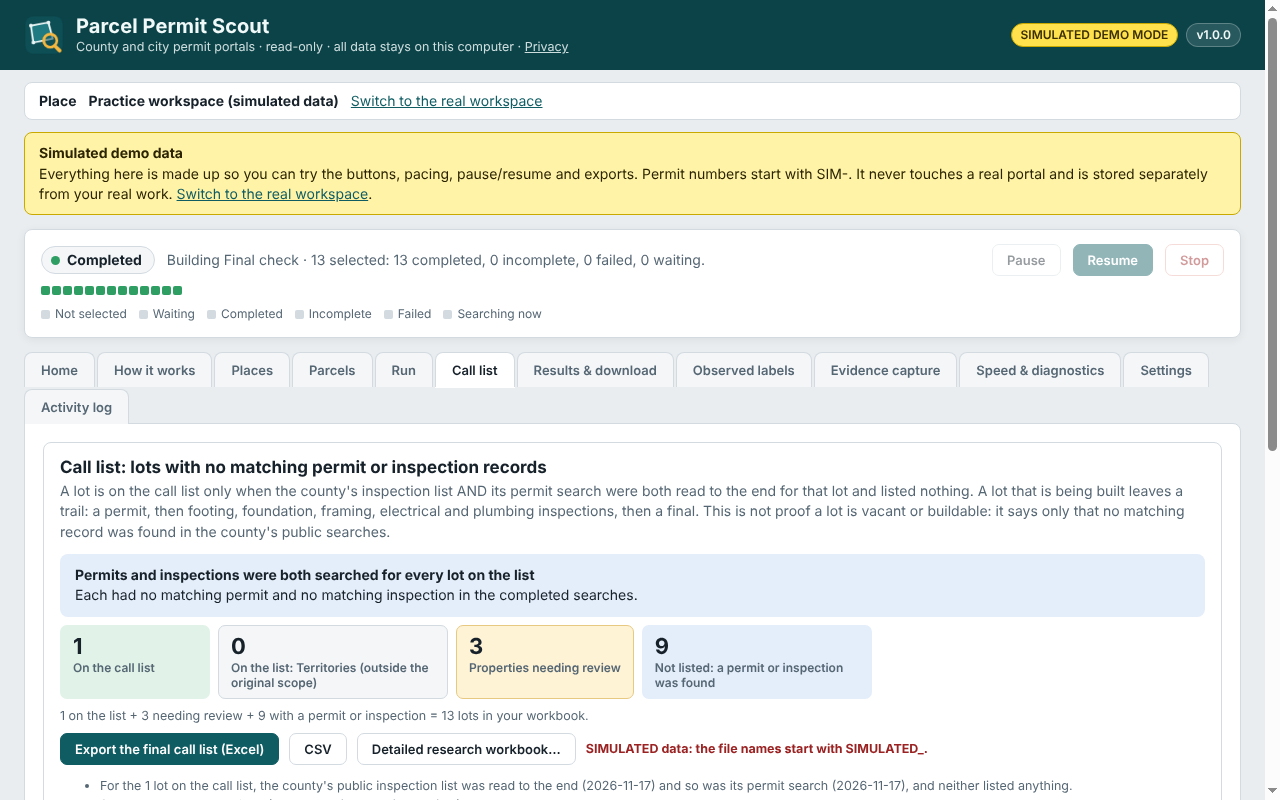 Parcel Permit Scout
County and city permit portals · read-only · all data stays on this computer · Privacy
SIMULATED DEMO MODE
v1.0.0
Place Practice workspace (simulated data) Switch to the real workspace
Simulated demo data
Everything here is made up so you can try the buttons, pacing, pause/resume and exports. Permit numbers start with SIM-. It never touches a real portal and is stored separately
from your real work. Switch to the real workspace.
Completed Building Final check · 13 selected: 13 completed, 0 incomplete, 0 failed, 0 waiting.
Pause Resume Stop
Not selected Waiting Completed Incomplete Failed Searching now
Home How it works Places Parcels Run Call list Results & download Observed labels Evidence capture Speed & diagnostics Settings
Activity log
Call list: lots with no matching permit or inspection records
A lot is on the call list only when the county's inspection list AND its permit search were both read to the end for that lot and listed nothing. A lot that is being built leaves a
trail: a permit, then footing, foundation, framing, electrical and plumbing inspections, then a final. This is not proof a lot is vacant or buildable: it says only that no matching
record was found in the county's public searches.
Permits and inspections were both searched for every lot on the list
Each had no matching permit and no matching inspection in the completed searches.
1
On the call list
0
On the list: Territories (outside the
original scope)
3
Properties needing review
9
Not listed: a permit or inspection
was found
1 on the list + 3 needing review + 9 with a permit or inspection = 13 lots in your workbook.
Export the final call list (Excel) CSV Detailed research workbook... SIMULATED data: the file names start with SIMULATED_.
• For the 1 lot on the call list, the county's public inspection list was read to the end (2026-11-17) and so was its permit search (2026-11-17), and neither listed anything.